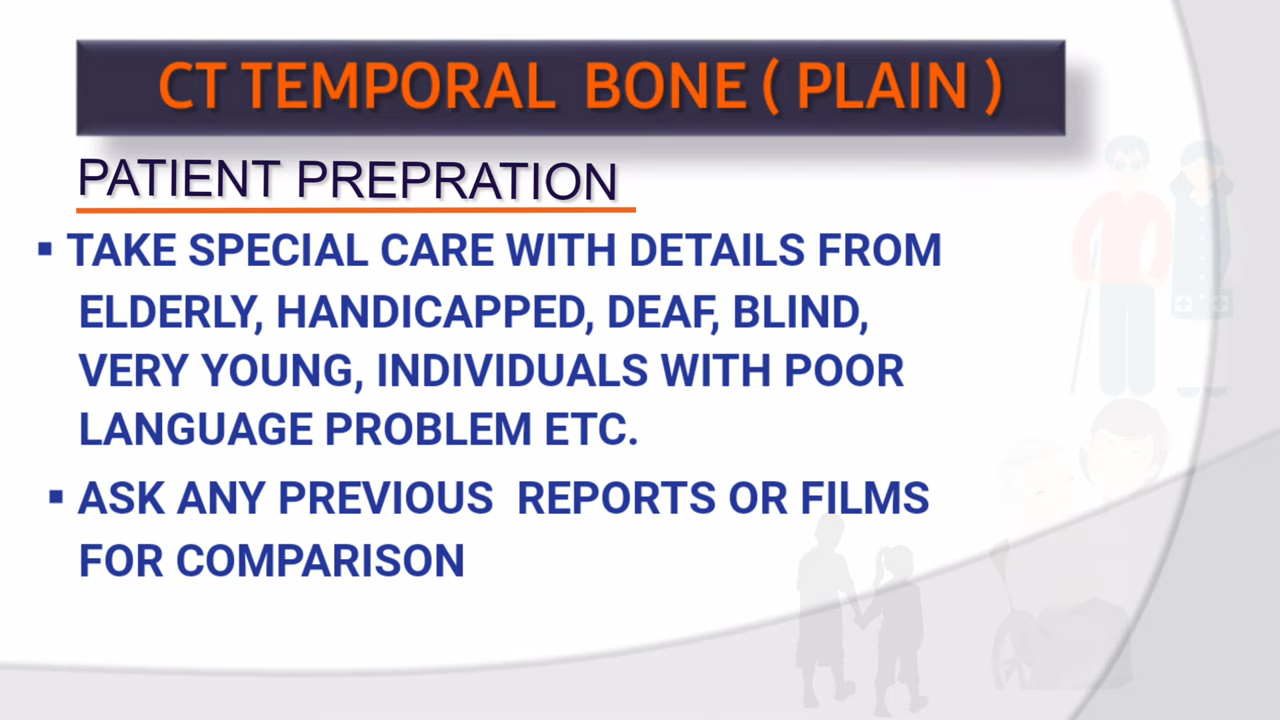 CT TEMPORAL BONE ( PLAIN )
PATIENT PREPRATION
▪ TAKE SPECIAL CARE WITH DETAILS FROM
ELDERLY, HANDICAPPED, DEAF, BLIND,
VERY YOUNG, INDIVIDUALS WITH POOR
LANGUAGE PROBLEM ETC.
▪ ASK ANY PREVIOUS REPORTS OR FILMS
FOR COMPARISON